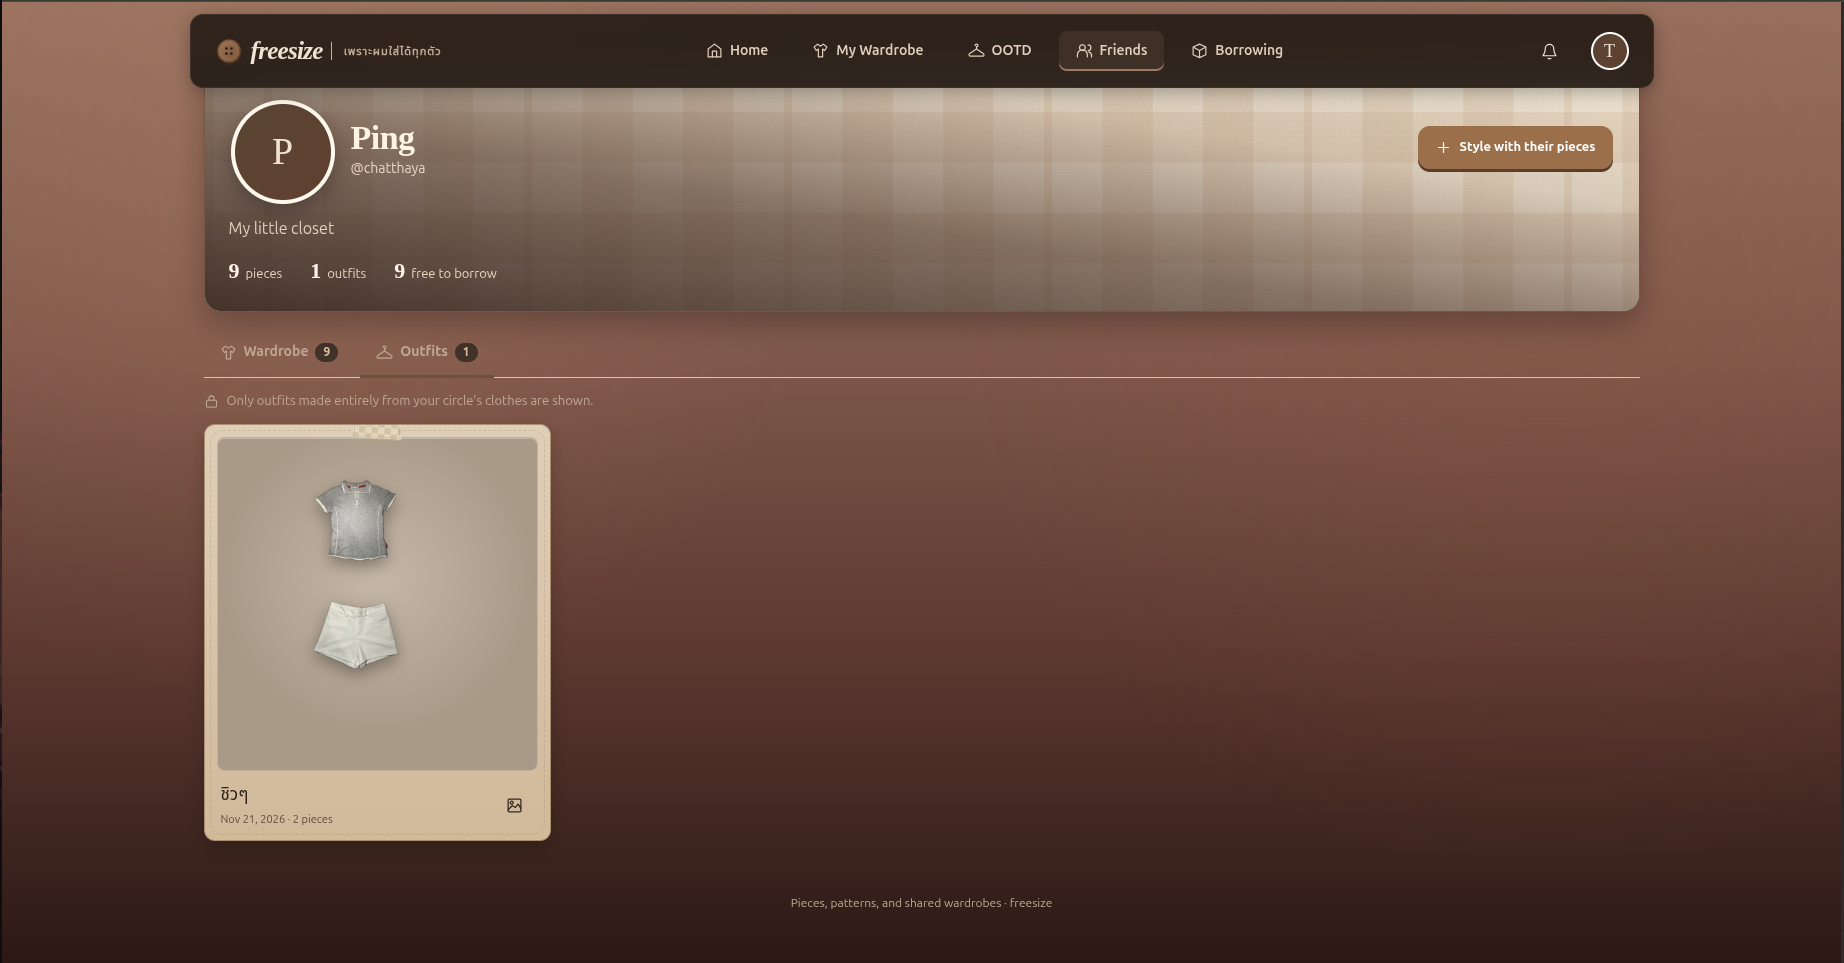 freesize | เพราะผมใส่ได้ทุกตัว
Home
My Wardrobe
OOTD
Friends
Borrowing
T
P
Ping
@chatthaya
Style with their pieces
My little closet
9 pieces
1 outfits
9 free to borrow
Wardrobe 9
Outfits 1
Only outfits made entirely from your circle's clothes are shown.
ชิวๆ
Nov 21, 2026 · 2 pieces
Pieces, patterns, and shared wardrobes · freesize